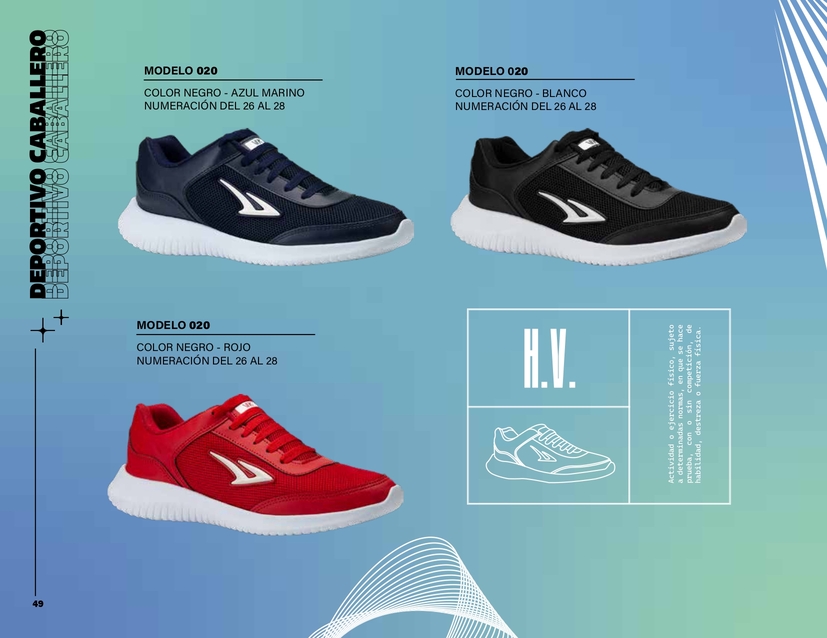 DEPORTIVO CABALLERO
DEPORTIVO CABALLERO
MODELO 020
COLOR NEGRO - AZUL MARINO
NUMERACIÓN DEL 26 AL 28
MODELO 020
COLOR NEGRO - BLANCO
NUMERACIÓN DEL 26 AL 28
MODELO 020
COLOR NEGRO - ROJO
NUMERACIÓN DEL 26 AL 28
H.V.
Actividad o ejercicio físico, sujeto
a determinadas normas, en que se hace
prueba, con o sin competición, de
habilidad, destreza o fuerza física.
49